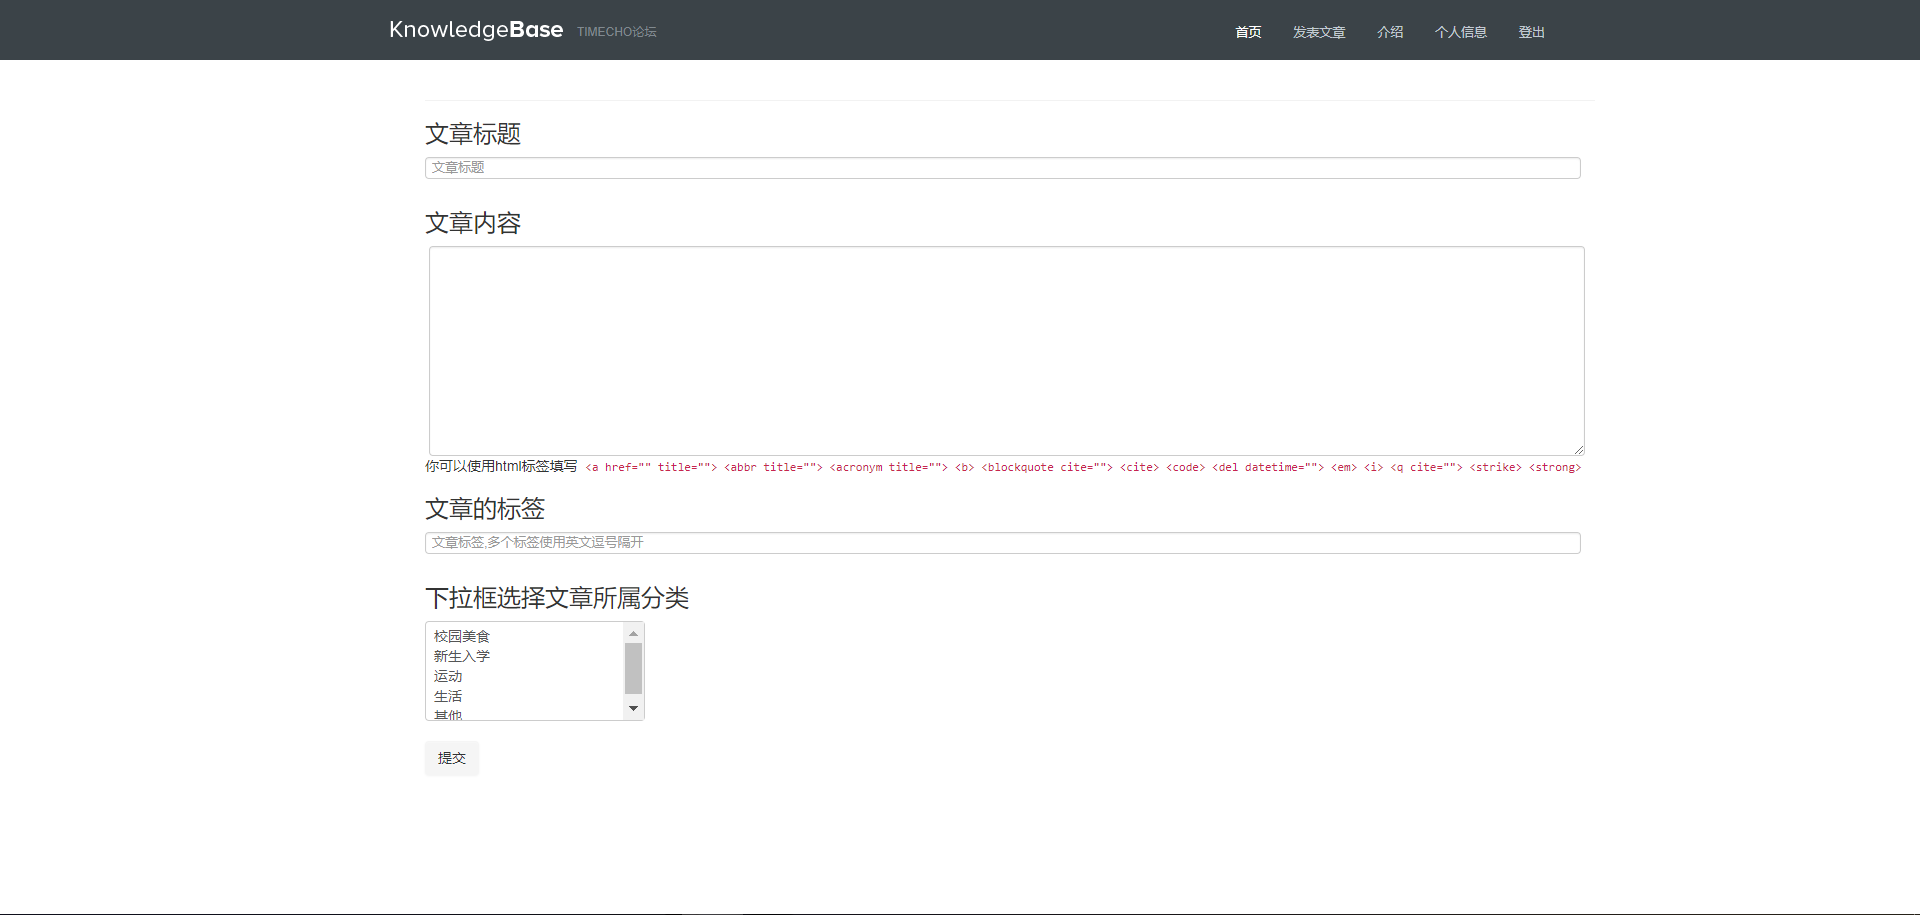 KnowledgeBase TIMECHO论坛 首页 发表文章 介绍 个人信息 登出
文章标题
文章标题
文章内容
你可以使用html标签填写 <a href="" title=""> <abbr title=""> <acronym title=""> <b> <blockquote cite=""> <cite> <code> <del datetime=""> <em> <i> <q cite=""> <strike> <strong>
文章的标签
文章标签,多个标签使用英文逗号隔开
下拉框选择文章所属分类
校园美食
新生入学
运动
生活
其他
提交